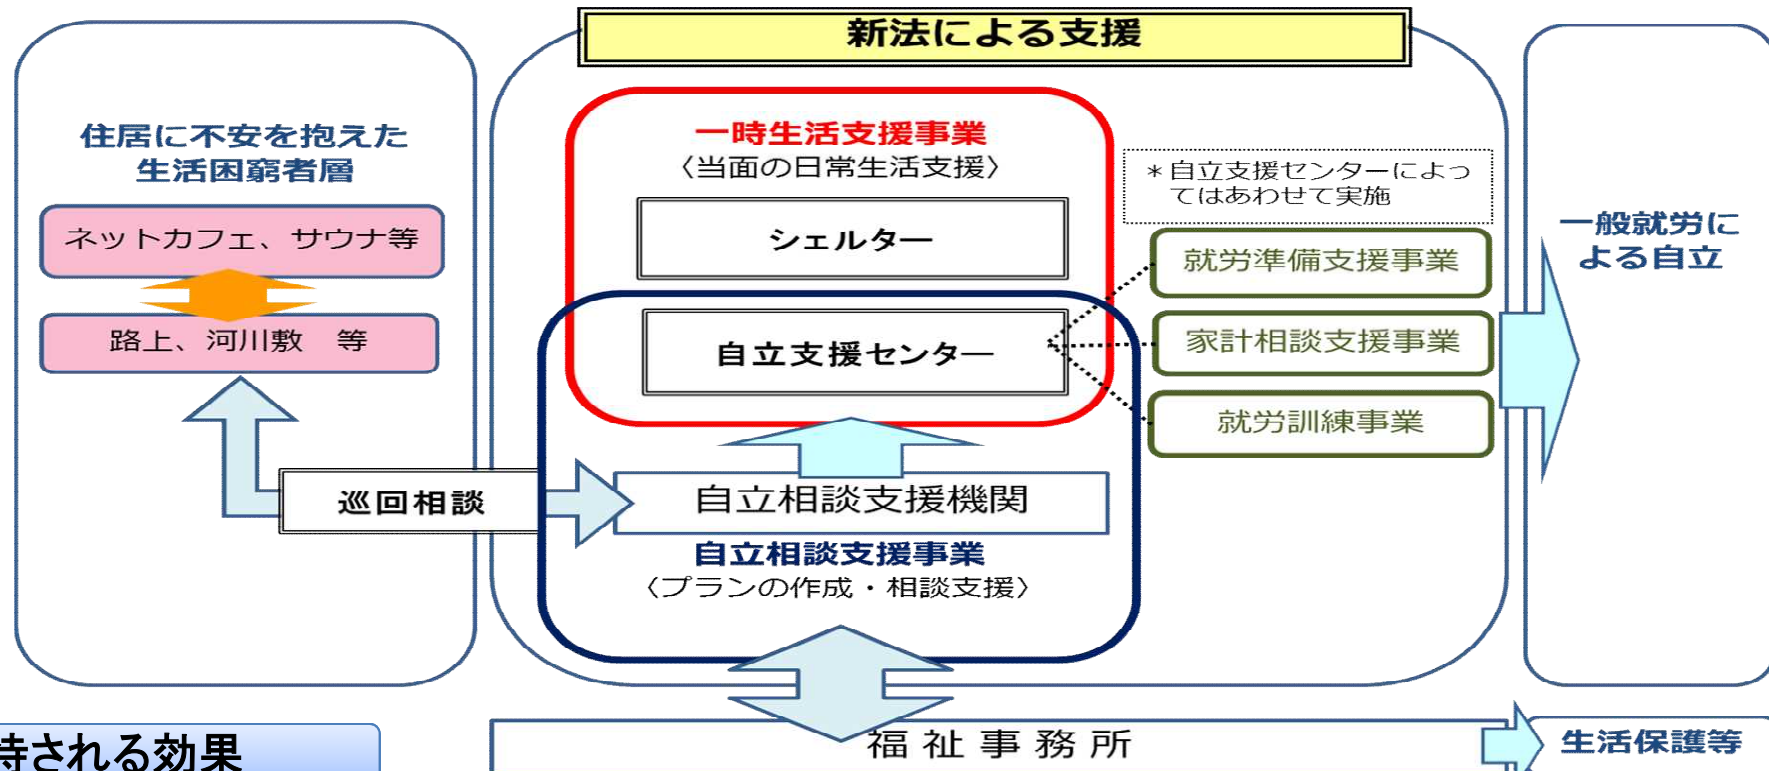 新法による支援
住居に不安を抱えた
生活困窮者層
ネットカフェ、サウナ等
路上、河川敷　等
巡回相談
一時生活支援事業
〈当面の日常生活支援〉
シェルター
自立支援センター
自立相談支援機関
自立相談支援事業
〈プランの作成・相談支援〉
＊自立支援センターによっ
てはあわせて実施
就労準備支援事業
家計相談支援事業
就労訓練事業
一般就労に
よる自立
福祉事務所
生活保護等
待される効果